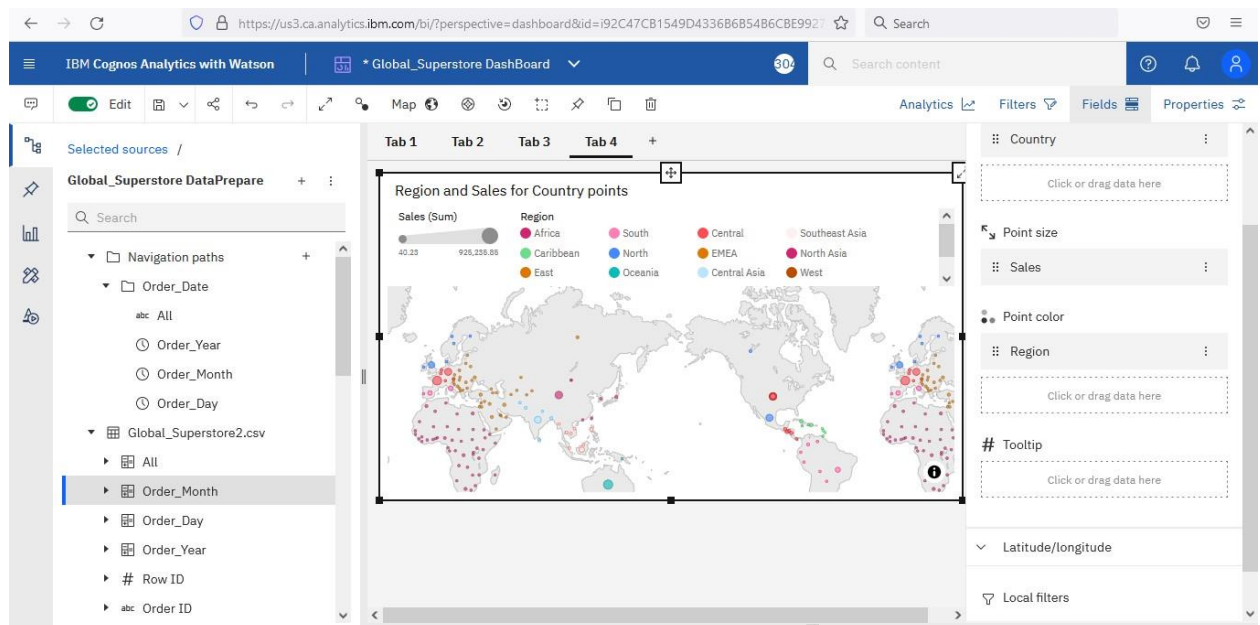 https://us3.ca.analytics.ibm.com/bi/?perspective=dashboard&id=i92C47CB1549D4336B6B54B6CBE9927
Search
IBM Cognos Analytics with Watson
* Global_Superstore DashBoard
304
Search content
Edit
Map
Analytics
Filters
Fields
Properties
Selected sources /
Global_Superstore DataPrepare
Search
Navigation paths
Order_Date
abc All
Order_Year
Order_Month
Order_Day
Global_Superstore2.csv
All
Order_Month
Order_Day
Order_Year
# Row ID
abc Order ID
Tab 1 Tab 2 Tab 3 Tab 4 +
Region and Sales for Country points
Sales (Sum)
40.25
Region
Africa South Central Southeast Asia
Caribbean North EMEA North Asia
East Oceania Central Asia West
Country
Click or drag data here
Point size
Sales
Point color
Region
Click or drag data here
# Tooltip
Click or drag data here
Latitude/longitude
Local filters